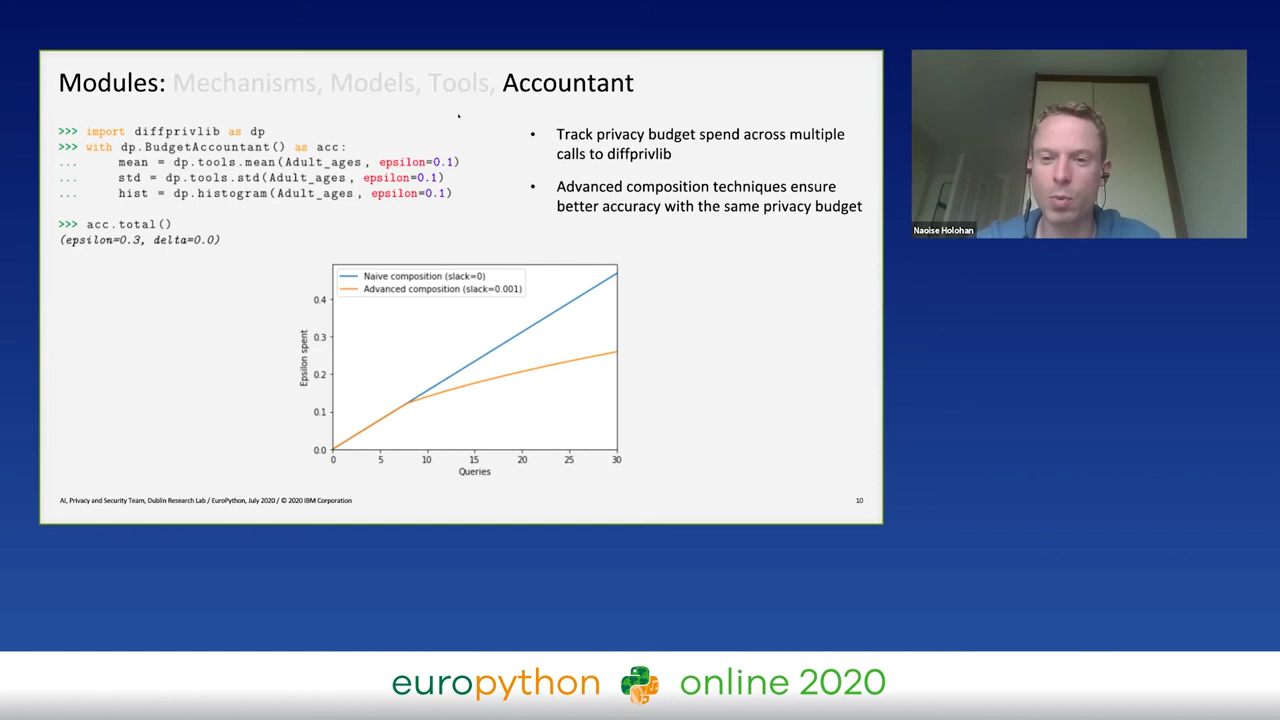 Modules: Mechanisms, Models, Tools, Accountant
>>> import diffprivlib as dp
>>> with dp.BudgetAccountant() as acc:
... mean = dp.tools.mean(Adult_ages, epsilon=0.1)
... std = dp.tools.std(Adult_ages, epsilon=0.1)
... hist = dp.histogram(Adult_ages, epsilon=0.1)
>>> acc.total()
(epsilon=0.3, delta=0.0)
• Track privacy budget spend across multiple
calls to diffprivlib
• Advanced composition techniques ensure
better accuracy with the same privacy budget
Naive composition (slack=0)
Advanced composition (slack=0.001)
Epsilon spent
0.4
0.3
0.2
0.1
0.0
0 5 10 15 20 25 30
Queries
AI, Privacy and Security Team, Dublin Research Lab / EuroPython, July 2020 / © 2020 IBM Corporation
10
Naoise Holohan
europython online 2020